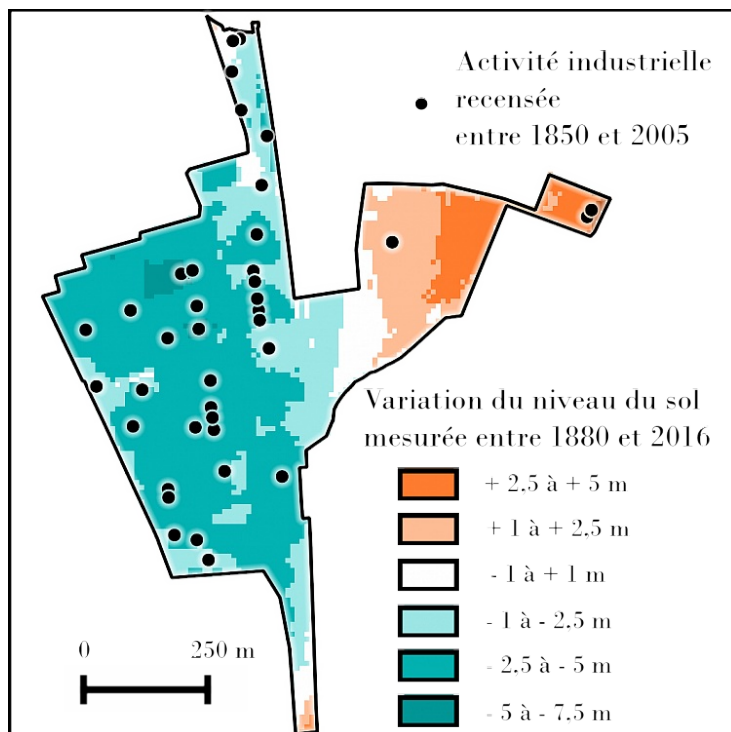 Activité industrielle
recensée
entre 1850 et 2005
Variation du niveau du sol
mesurée entre 1880 et 2016
+ 2.5 à + 5 m
+ 1 à + 2,5 m
- 1 à + 1 m
- 1 à - 2.5 m
- 2,5 à - 5 m
- 5 à - 7,5 m
0 250 m